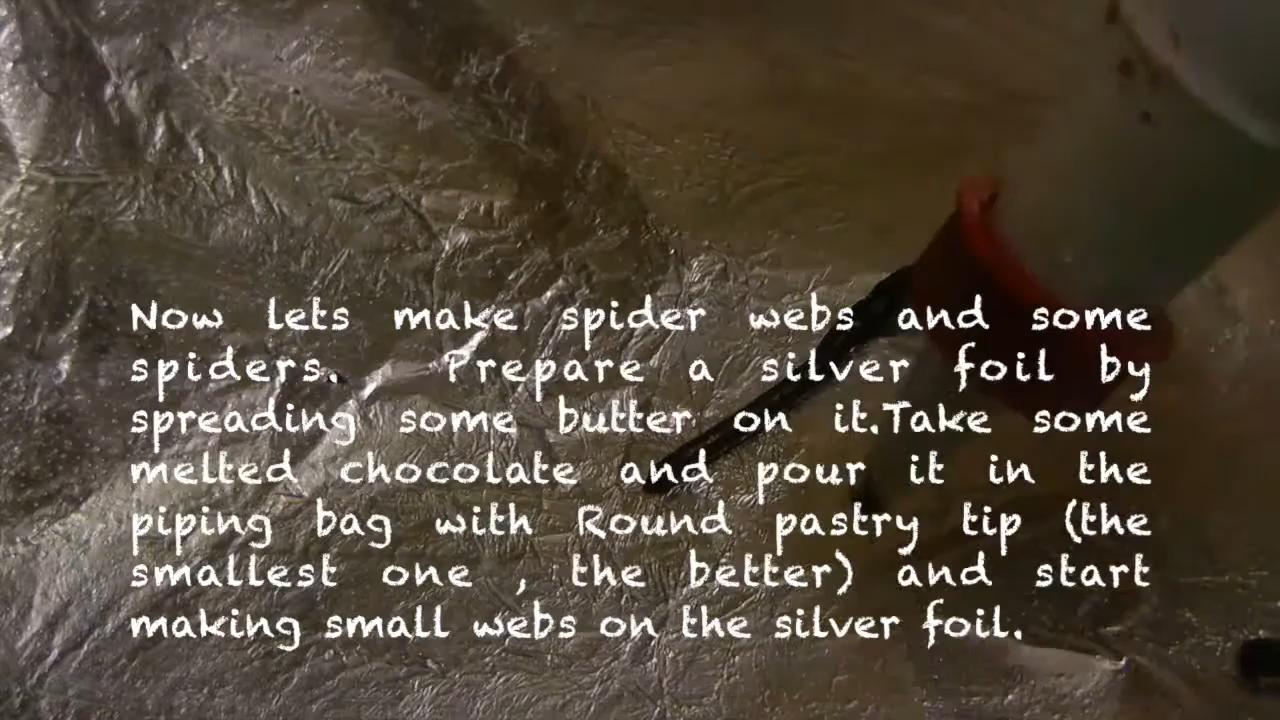 Now lets make spider webs and some
spiders. Prepare a silver foil by
spreading some butter on it.Take some
melted chocolate and pour it in the
piping bag with Round pastry tip (the
smallest one , the better) and start
making small webs on the silver foil.